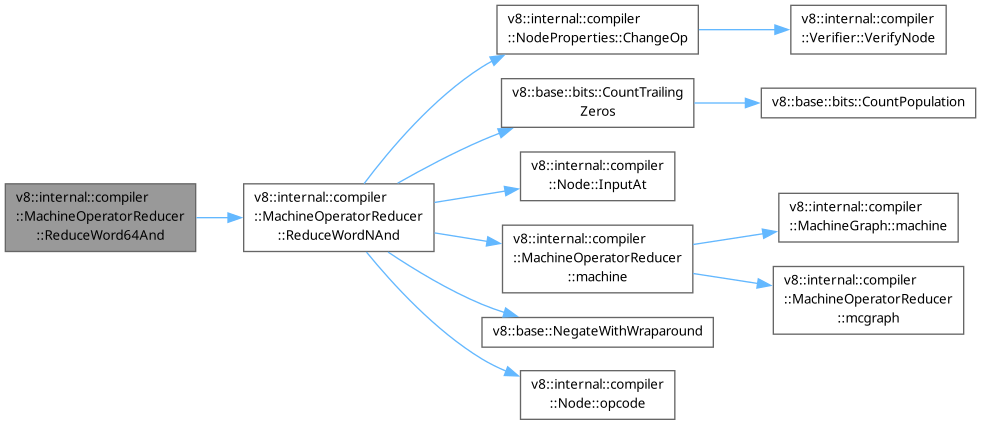 v8::internal::compiler
::MachineOperatorReducer
::ReduceWord64And
v8::internal::compiler
::MachineOperatorReducer
::ReduceWordNAnd
v8::internal::compiler
::NodeProperties::ChangeOp
v8::internal::compiler
::Verifier::VerifyNode
v8::base::bits::CountTrailing
Zeros
v8::base::bits::CountPopulation
v8::internal::compiler
::Node::InputAt
v8::internal::compiler
::MachineOperatorReducer
::machine
v8::internal::compiler
::MachineGraph::machine
v8::internal::compiler
::MachineOperatorReducer
::mcgraph
v8::base::NegateWithWraparound
v8::internal::compiler
::Node::opcode